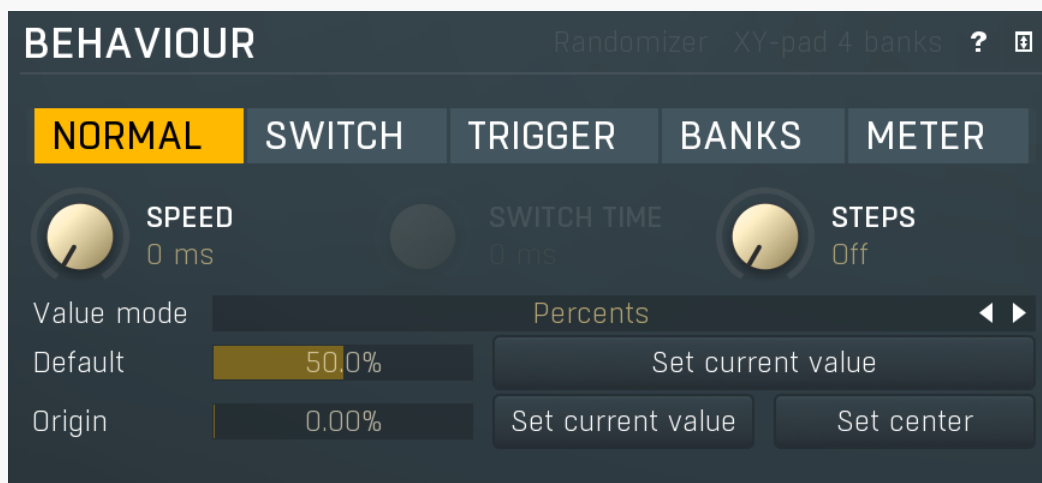 BEHAVIOUR Randomizer XY-pad 4 banks ?
NORMAL SWITCH TRIGGER BANKS METER
SPEED SWITCH TIME STEPS
0 ms 0 ms Off
Value mode Percents
Default 50.0% Set current value
Origin 0.00% Set current value Set center